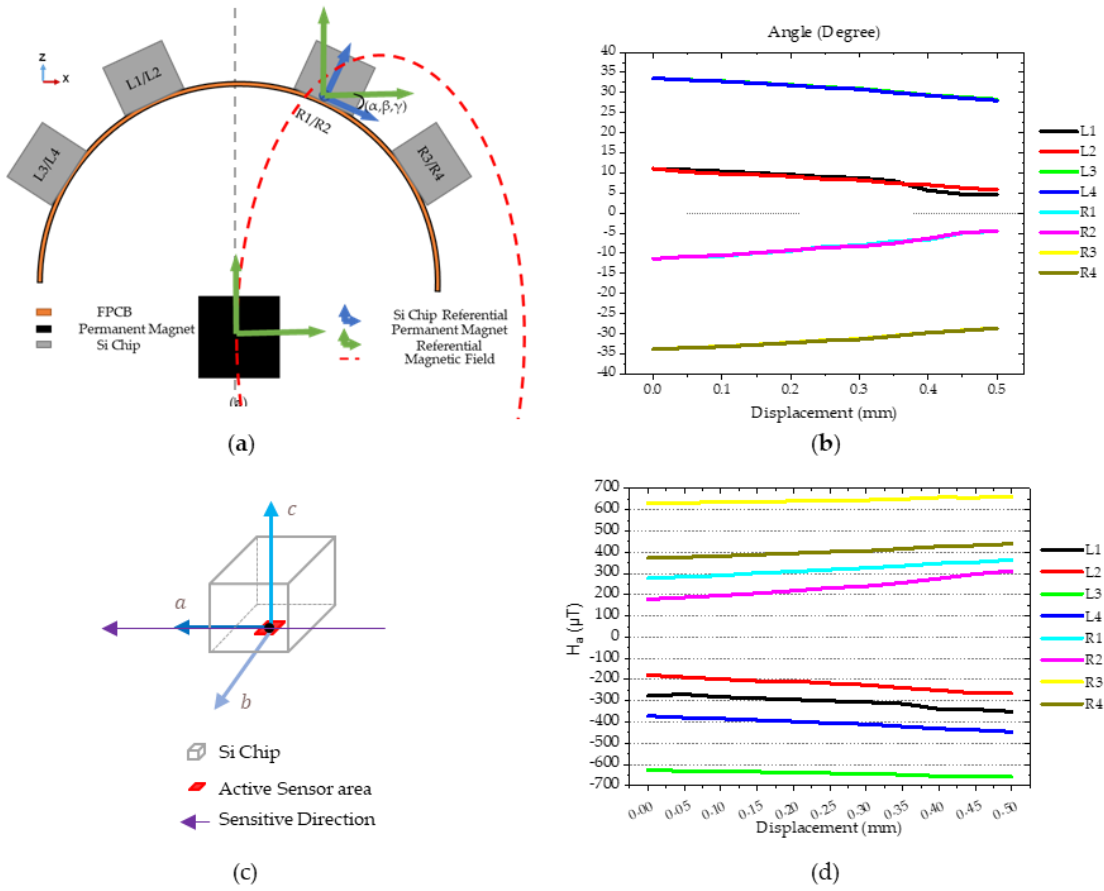 z
x
L1/L2
L3/L4
R1/R2
R3/R4
(α,β,γ)
FPCB
Permanent Magnet
Si Chip
Si Chip Referential
Permanent Magnet
Referential
Magnetic Field
(a)
Angle (Degree)
40
35
30
25
20
15
10
5
0
-5
-10
-15
-20
-25
-30
-35
-40
0.0 0.1 0.2 0.3 0.4 0.5
Displacement (mm)
L1
L2
L3
L4
R1
R2
R3
R4
(b)
c
a
b
Si Chip
Active Sensor area
Sensitive Direction
(c)
Ha (μT)
700
600
500
400
300
200
100
0
-100
-200
-300
-400
-500
-600
-700
0.00 0.05 0.10 0.15 0.20 0.25 0.30 0.35 0.40 0.45 0.50
Displacement (mm)
L1
L2
L3
L4
R1
R2
R3
R4
(d)